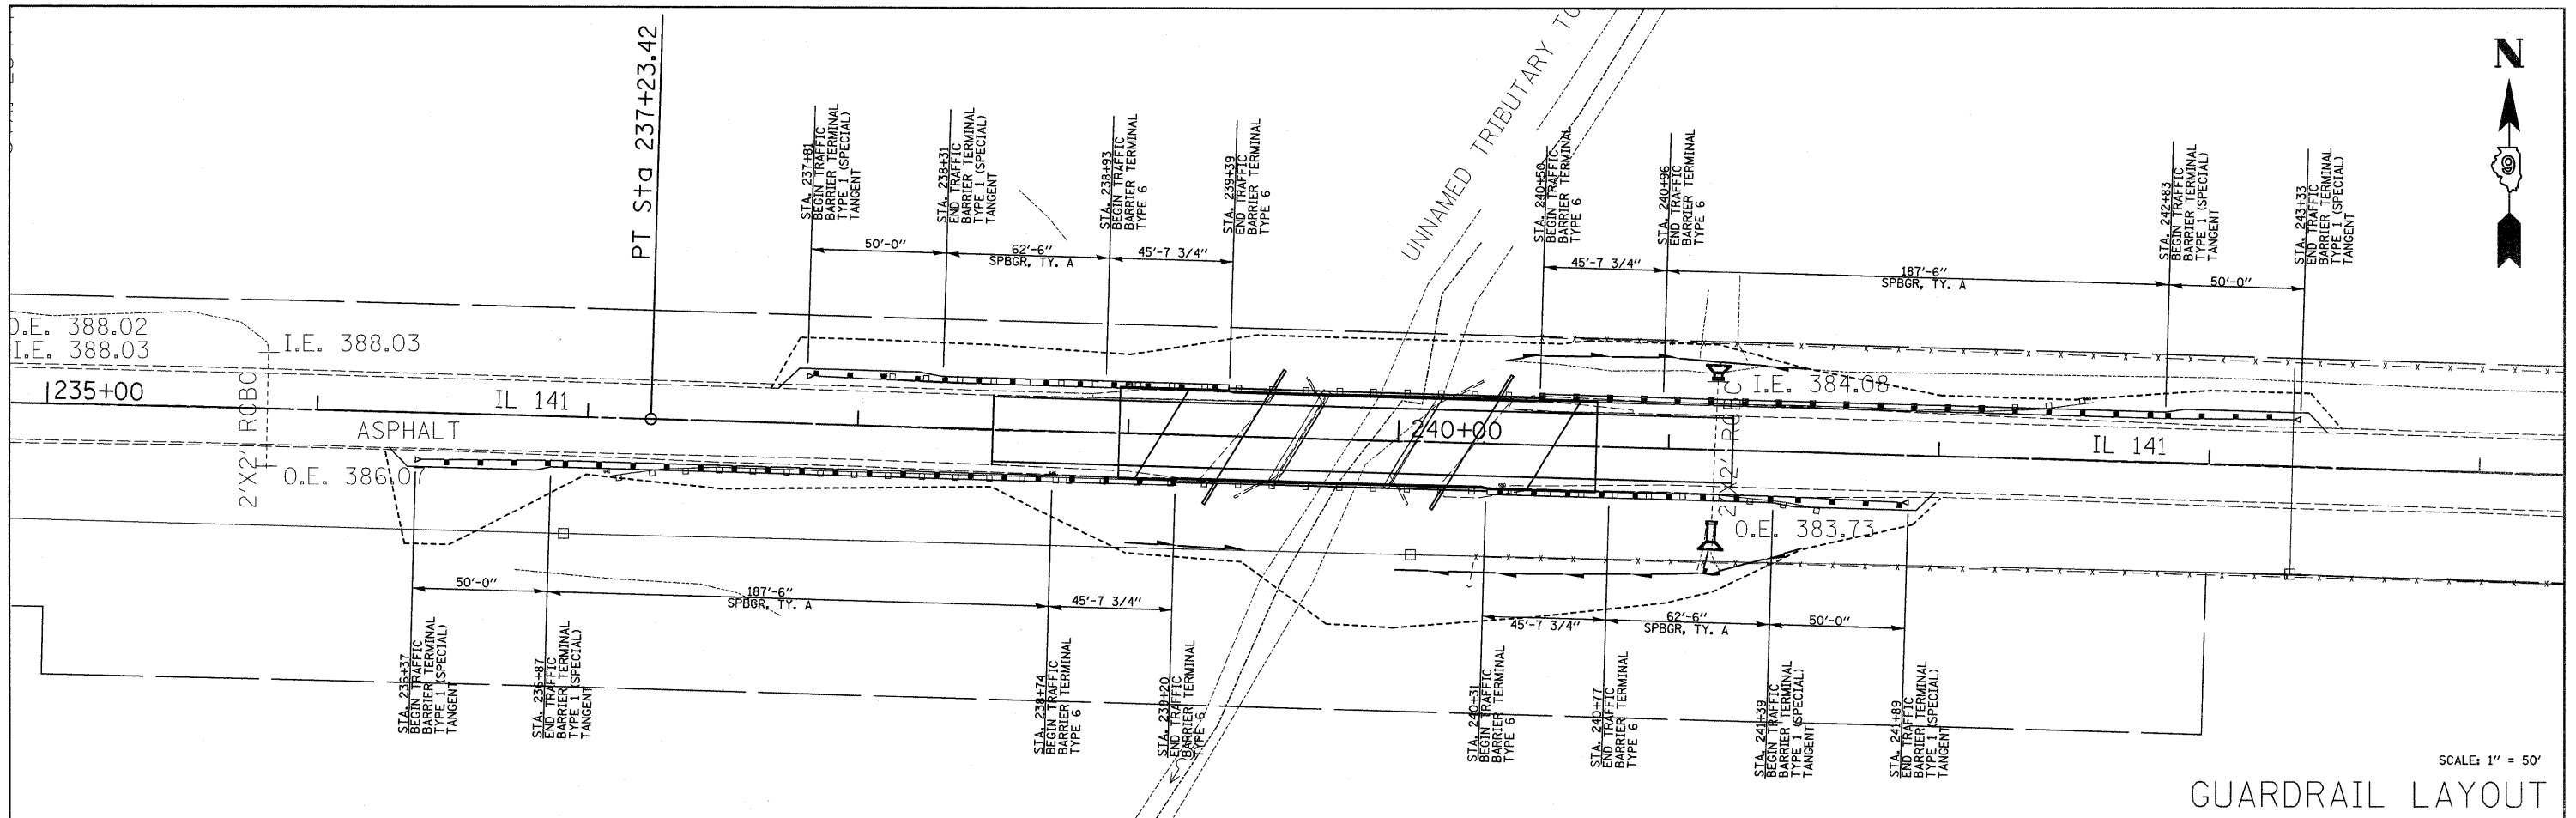 N
PT Sta 237+23.42
UNNAMED TRIBUTARY TO
STA. 237+81
BEGIN TRAFFIC
BARRIER TERMINAL
TYPE 1 (SPECIAL)
TANGENT
STA. 238+31
END TRAFFIC
BARRIER TERMINAL
TYPE 1 (SPECIAL)
TANGENT
STA. 238+93
BEGIN TRAFFIC
BARRIER TERMINAL
TYPE 6
STA. 239+39
END TRAFFIC
BARRIER TERMINAL
TYPE 6
STA. 240+50
BEGIN TRAFFIC
BARRIER TERMINAL
TYPE 6
STA. 240+96
END TRAFFIC
BARRIER TERMINAL
TYPE 6
STA. 242+83
BEGIN TRAFFIC
BARRIER TERMINAL
TYPE 1 (SPECIAL)
TANGENT
STA. 243+33
END TRAFFIC
BARRIER TERMINAL
TYPE 1 (SPECIAL)
TANGENT
50'-0"
62'-6"
SPBGR, TY. A
45'-7 3/4"
45'-7 3/4"
187'-6"
SPBGR, TY. A
50'-0"
O.E. 388.02
I.E. 388.03
I.E. 388.03
2'X2' RCBC
235+00
IL 141
ASPHALT
O.E. 386.07
240+00
I.E. 384.08
2'X2' RCBC
IL 141
O.E. 383.73
50'-0"
187'-6"
SPBGR, TY. A
45'-7 3/4"
45'-7 3/4"
62'-6"
SPBGR, TY. A
50'-0"
STA. 236+37
BEGIN TRAFFIC
BARRIER TERMINAL
TYPE 1 (SPECIAL)
TANGENT
STA. 236+87
END TRAFFIC
BARRIER TERMINAL
TYPE 1 (SPECIAL)
TANGENT
STA. 238+74
BEGIN TRAFFIC
BARRIER TERMINAL
TYPE 6
STA. 239+20
END TRAFFIC
BARRIER TERMINAL
TYPE 6
STA. 240+31
BEGIN TRAFFIC
BARRIER TERMINAL
TYPE 6
STA. 240+77
END TRAFFIC
BARRIER TERMINAL
TYPE 6
STA. 241+39
BEGIN TRAFFIC
BARRIER TERMINAL
TYPE 1 (SPECIAL)
TANGENT
STA. 241+89
END TRAFFIC
BARRIER TERMINAL
TYPE 1 (SPECIAL)
TANGENT
SCALE: 1" = 50'
GUARDRAIL LAYOUT